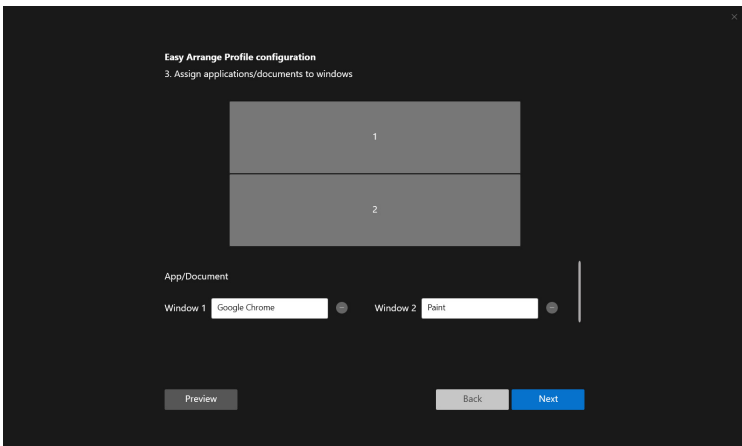 Easy Arrange Profile configuration
3. Assign applications/documents to windows
1
2
App/Document
Window 1 Google Chrome Window 2 Paint
Preview Back Next